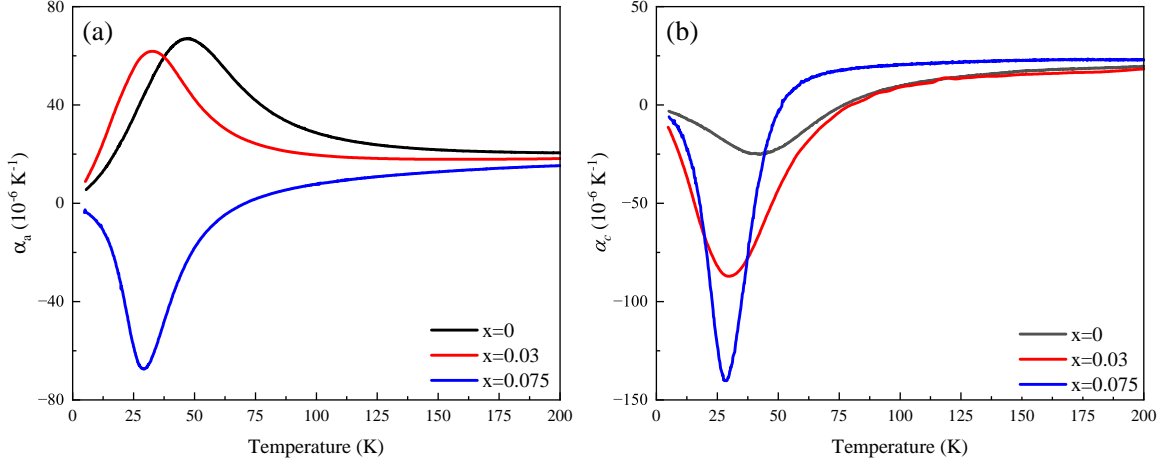 (a)
80
40
0
−40
−80
αa (10-6 K-1)
0
25
50
75
100
125
150
175
200
Temperature (K)
x=0
x=0.03
x=0.075
(b)
50
0
−50
−100
−150
αc (10-6 K-1)
0
25
50
75
100
125
150
175
200
Temperature (K)
x=0
x=0.03
x=0.075